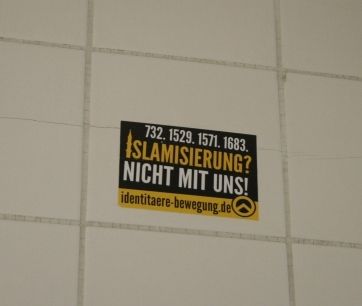 732. 1529. 1571. 1683.
ISLAMISIERUNG?
NICHT MIT UNS!
identitaere-bewegung.de